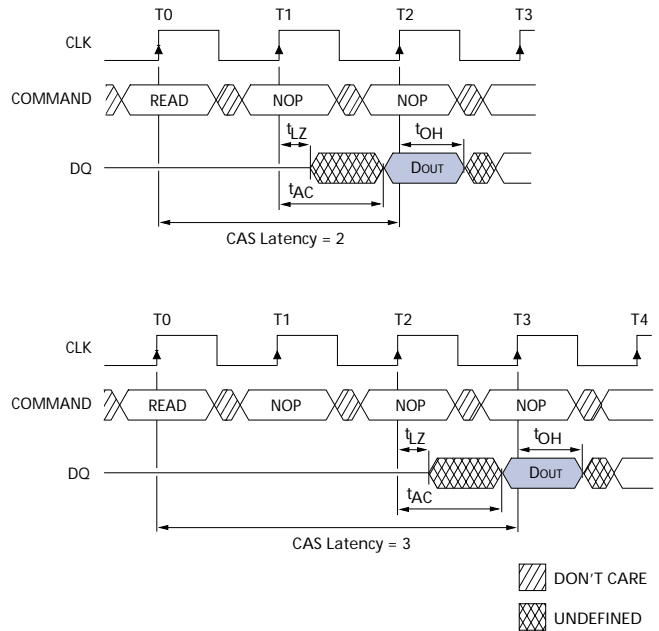 T0 T1 T2 T3
CLK
COMMAND READ NOP NOP
tLZ tOH
DQ DOUT
tAC
CAS Latency = 2
T0 T1 T2 T3 T4
CLK
COMMAND READ NOP NOP NOP
tLZ tOH
DQ DOUT
tAC
CAS Latency = 3
DON'T CARE
UNDEFINED